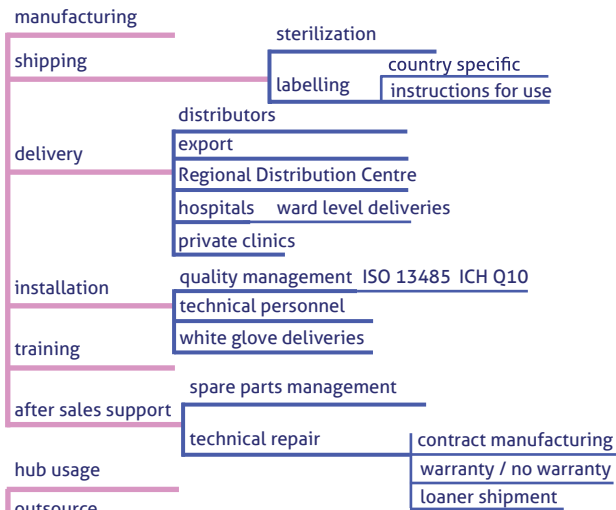 manufacturing
shipping
sterilization
labelling
country specific
instructions for use
delivery
distributors
export
Regional Distribution Centre
hospitals ward level deliveries
private clinics
installation
quality management ISO 13485 ICH Q10
technical personnel
white glove deliveries
training
after sales support
spare parts management
technical repair
contract manufacturing
warranty / no warranty
loaner shipment
hub usage
outsource